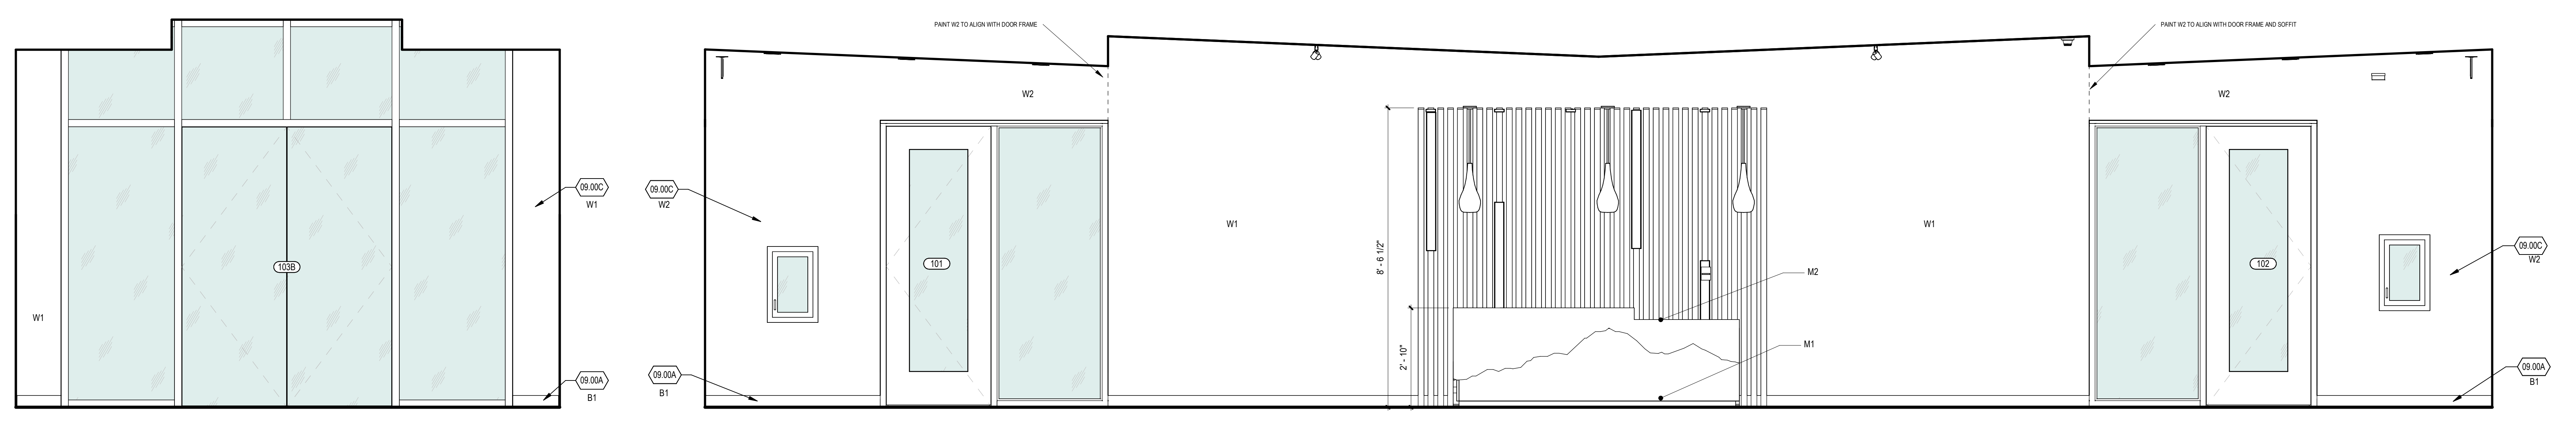 PAINT W2 TO ALIGN WITH DOOR FRAME
PAINT W2 TO ALIGN WITH DOOR FRAME AND SOFFIT
W2
W2
09.00C
W1
09.00C
W2
W1
W1
8' - 6 1/2"
09.00C
W2
103B
101
102
M2
W1
M1
2' - 10"
09.00A
B1
09.00A
B1
09.00A
B1